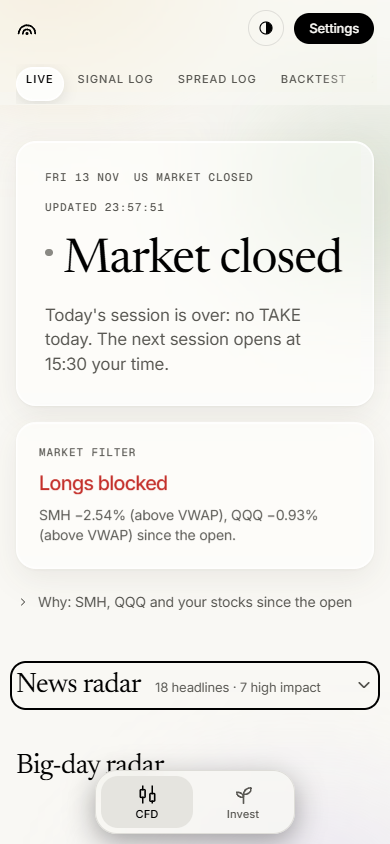 Settings
LIVE SIGNAL LOG SPREAD LOG BACKTEST
FRI 13 NOV US MARKET CLOSED
UPDATED 23:57:51
Market closed
Today's session is over: no TAKE
today. The next session opens at
15:30 your time.
MARKET FILTER
Longs blocked
SMH −2.54% (above VWAP), QQQ −0.93%
(above VWAP) since the open.
Why: SMH, QQQ and your stocks since the open
News radar 18 headlines · 7 high impact
Big-day radar
CFD Invest